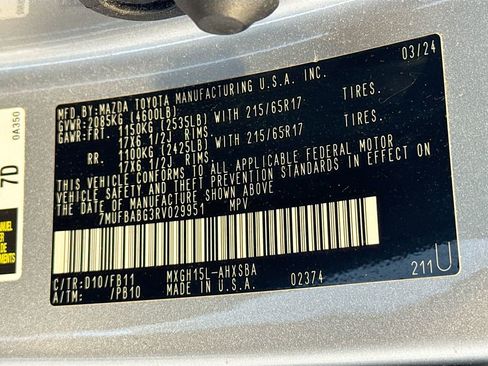 03/24
MFD.BY:MAZDA TOYOTA MANUFACTURING U.S.A. INC.
GVWR:2085KG (4600LB)
GAWR:FRT. 1150KG (2535LB) WITH 215/65R17 TIRES.
17X6 1/2J RIMS.
RR. 1100KG (2425LB) WITH 215/65R17 TIRES.
17X6 1/2J RIMS.
THIS VEHICLE CONFORMS TO ALL APPLICABLE FEDERAL MOTOR
VEHICLE SAFETY AND THEFT PREVENTION STANDARDS IN EFFECT ON
THE DATE OF MANUFACTURE SHOWN ABOVE.
7MUFBABG3RV029951 MPV
C/TR:D10/FB11 MXGH15L-AHXSBA
A/TM: /PB10 MADE IN U.S.A. 02374 211U
7D
0A350